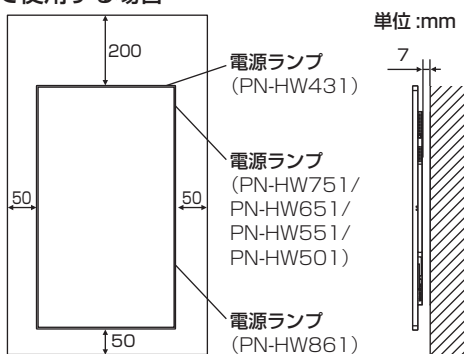 で使用する場合
単位:mm
200
7
電源ランプ
(PN-HW431)
電源ランプ
(PN-HW751/
PN-HW651/
PN-HW551/
PN-HW501)
50
50
電源ランプ
(PN-HW861)
50